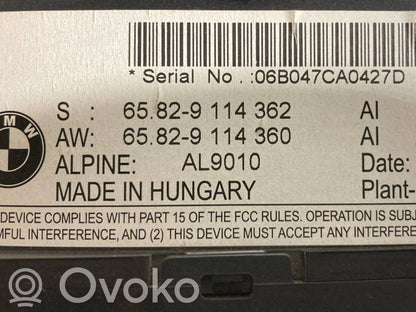 * Serial No. :06B047CA0427D
S : 65.82-9 114 362 AI
AW: 65.82-9 114 360 AI
ALPINE: AL9010 Date:
MADE IN HUNGARY Plant-
DEVICE COMPLIES WITH PART 15 OF THE FCC RULES. OPERATION IS SUBJ
MFUL INTERFERENCE, AND (2) THIS DEVICE MUST ACCEPT ANY INTERFERE
BMW
Ovoko